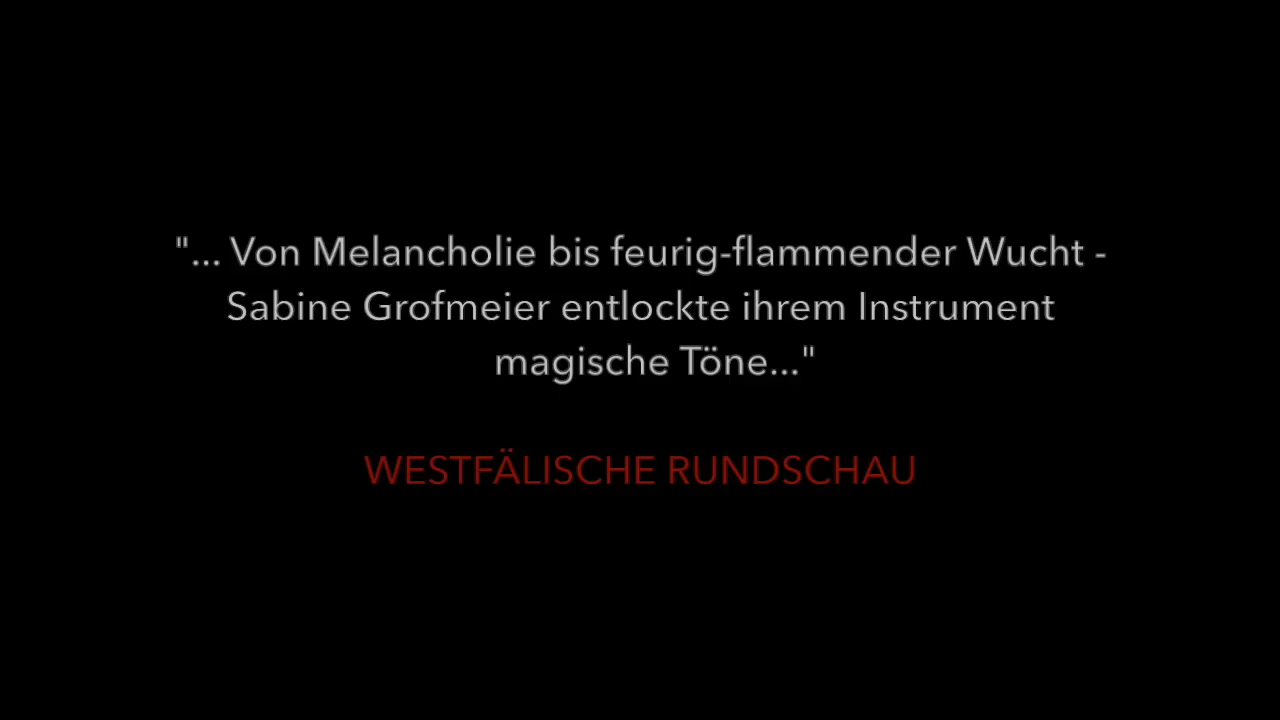 "... Von Melancholie bis feurig-flammender Wucht -
Sabine Grofmeier entlockte ihrem Instrument
magische Töne..."
WESTFÄLISCHE RUNDSCHAU